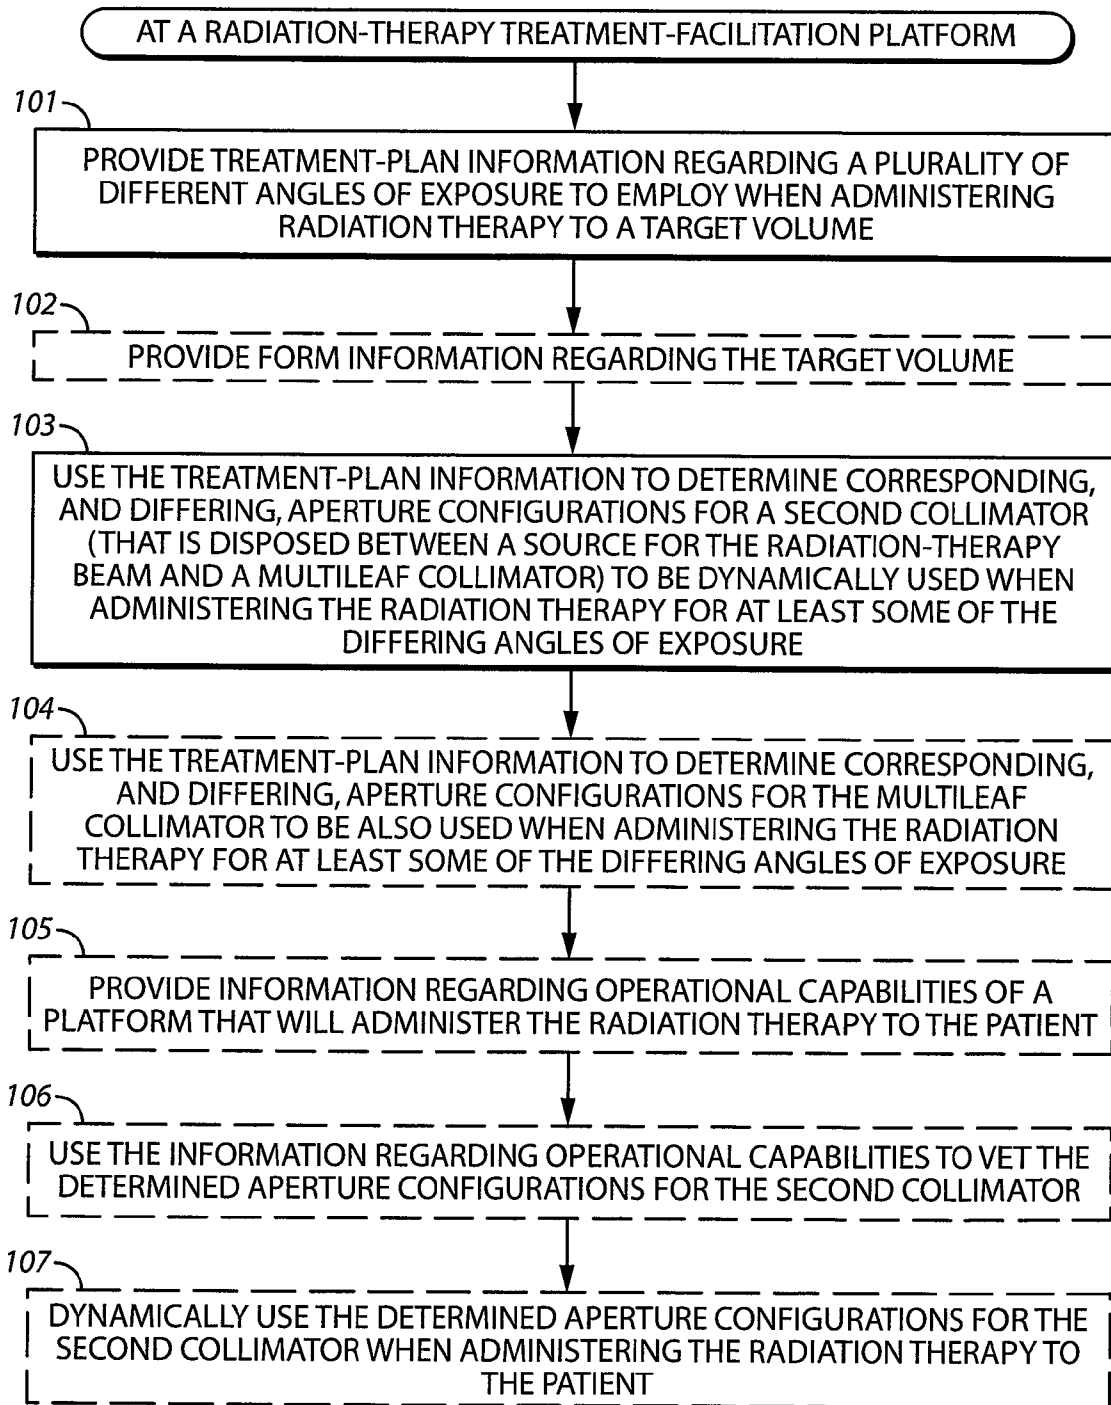 AT A RADIATION-THERAPY TREATMENT-FACILITATION PLATFORM
101
PROVIDE TREATMENT-PLAN INFORMATION REGARDING A PLURALITY OF
DIFFERENT ANGLES OF EXPOSURE TO EMPLOY WHEN ADMINISTERING
RADIATION THERAPY TO A TARGET VOLUME
102
PROVIDE FORM INFORMATION REGARDING THE TARGET VOLUME
103
USE THE TREATMENT-PLAN INFORMATION TO DETERMINE CORRESPONDING,
AND DIFFERING, APERTURE CONFIGURATIONS FOR A SECOND COLLIMATOR
(THAT IS DISPOSED BETWEEN A SOURCE FOR THE RADIATION-THERAPY
BEAM AND A MULTILEAF COLLIMATOR) TO BE DYNAMICALLY USED WHEN
ADMINISTERING THE RADIATION THERAPY FOR AT LEAST SOME OF THE
DIFFERING ANGLES OF EXPOSURE
104
USE THE TREATMENT-PLAN INFORMATION TO DETERMINE CORRESPONDING,
AND DIFFERING, APERTURE CONFIGURATIONS FOR THE MULTILEAF
COLLIMATOR TO BE ALSO USED WHEN ADMINISTERING THE RADIATION
THERAPY FOR AT LEAST SOME OF THE DIFFERING ANGLES OF EXPOSURE
105
PROVIDE INFORMATION REGARDING OPERATIONAL CAPABILITIES OF A
PLATFORM THAT WILL ADMINISTER THE RADIATION THERAPY TO THE PATIENT
106
USE THE INFORMATION REGARDING OPERATIONAL CAPABILITIES TO VET THE
DETERMINED APERTURE CONFIGURATIONS FOR THE SECOND COLLIMATOR
107
DYNAMICALLY USE THE DETERMINED APERTURE CONFIGURATIONS FOR THE
SECOND COLLIMATOR WHEN ADMINISTERING THE RADIATION THERAPY TO
THE PATIENT